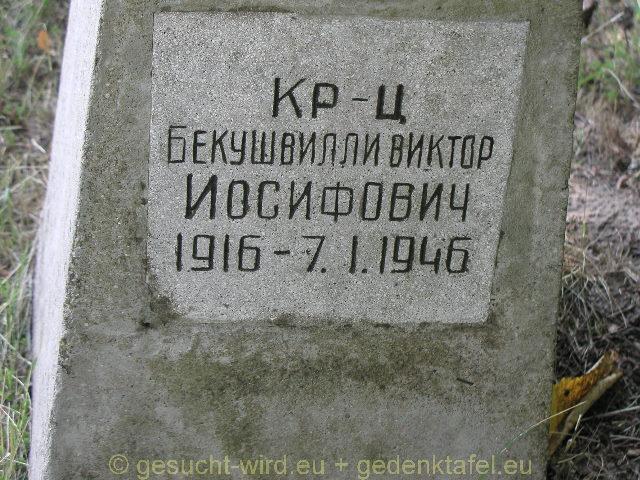 КР-Ц
БЕКУШВИЛЛИ ВИКТОР
ИОСИФОВИЧ
1916 - 7.1.1946
© gesucht-wird.eu + gedenktafel.eu